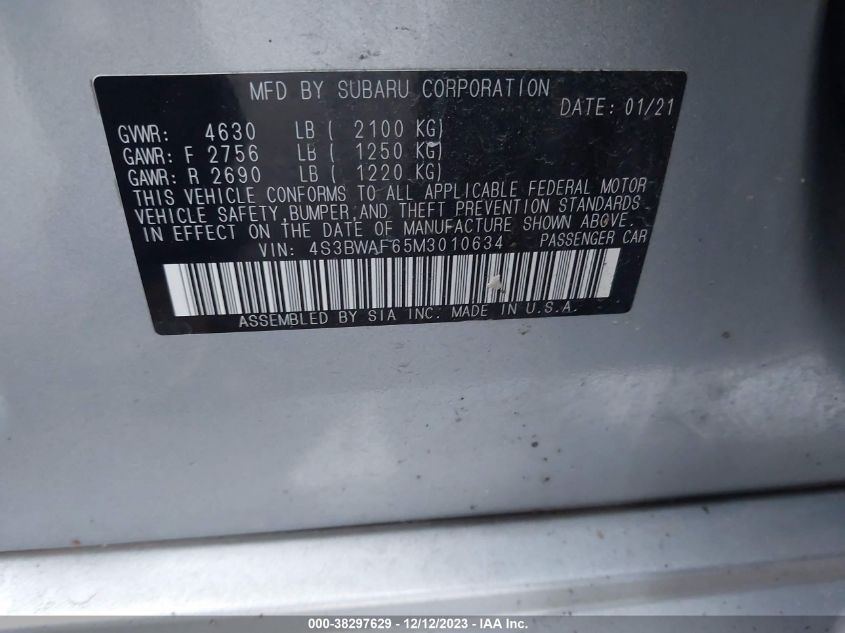 MFD BY SUBARU CORPORATION
DATE: 01/21
GVWR: 4630 LB ( 2100 KG)
GAWR: F 2756 LB ( 1250 KG)
GAWR: R 2690 LB ( 1220 KG)
THIS VEHICLE CONFORMS TO ALL APPLICABLE FEDERAL MOTOR
VEHICLE SAFETY, BUMPER, AND THEFT PREVENTION STANDARDS
IN EFFECT ON THE DATE OF MANUFACTURE SHOWN ABOVE.
VIN: 4S3BWAF65M3010634 PASSENGER CAR
ASSEMBLED BY SIA INC. MADE IN U.S.A.
000-38297629 - 12/12/2023 - IAA Inc.